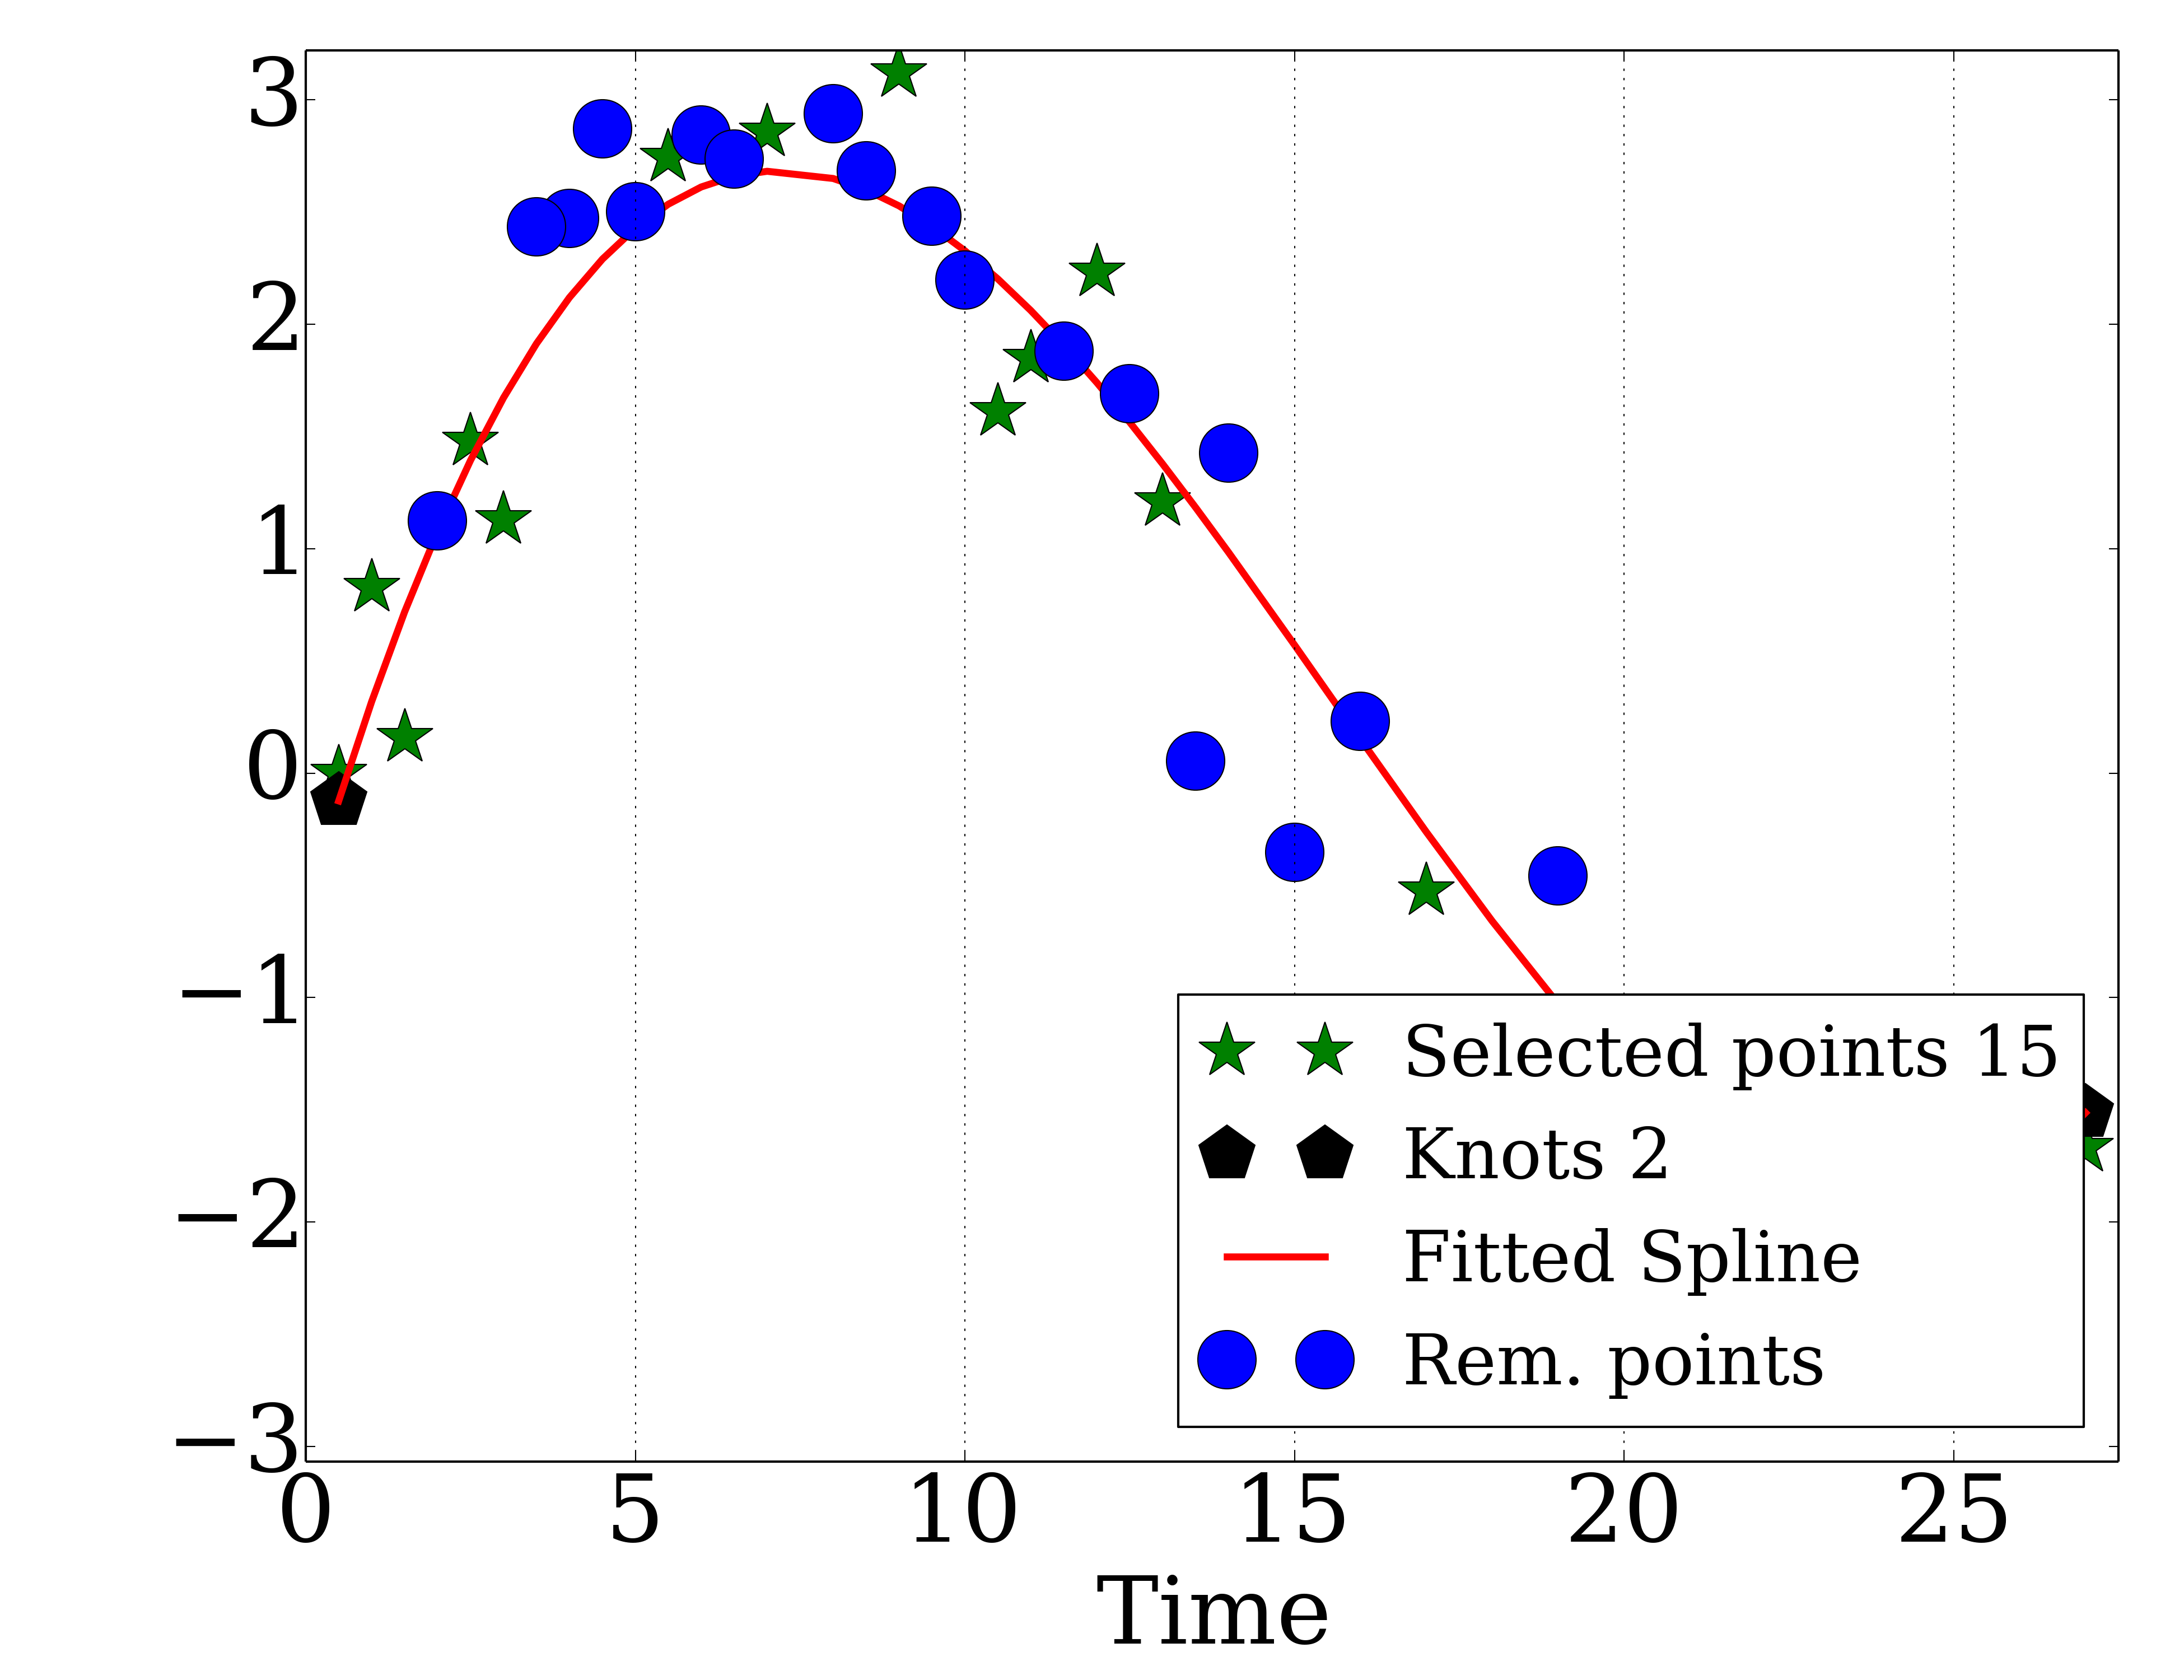 3
2
1
0
−1
−2
−3
0 5 10 15 20 25
Time
Selected points 15
Knots 2
Fitted Spline
Rem. points